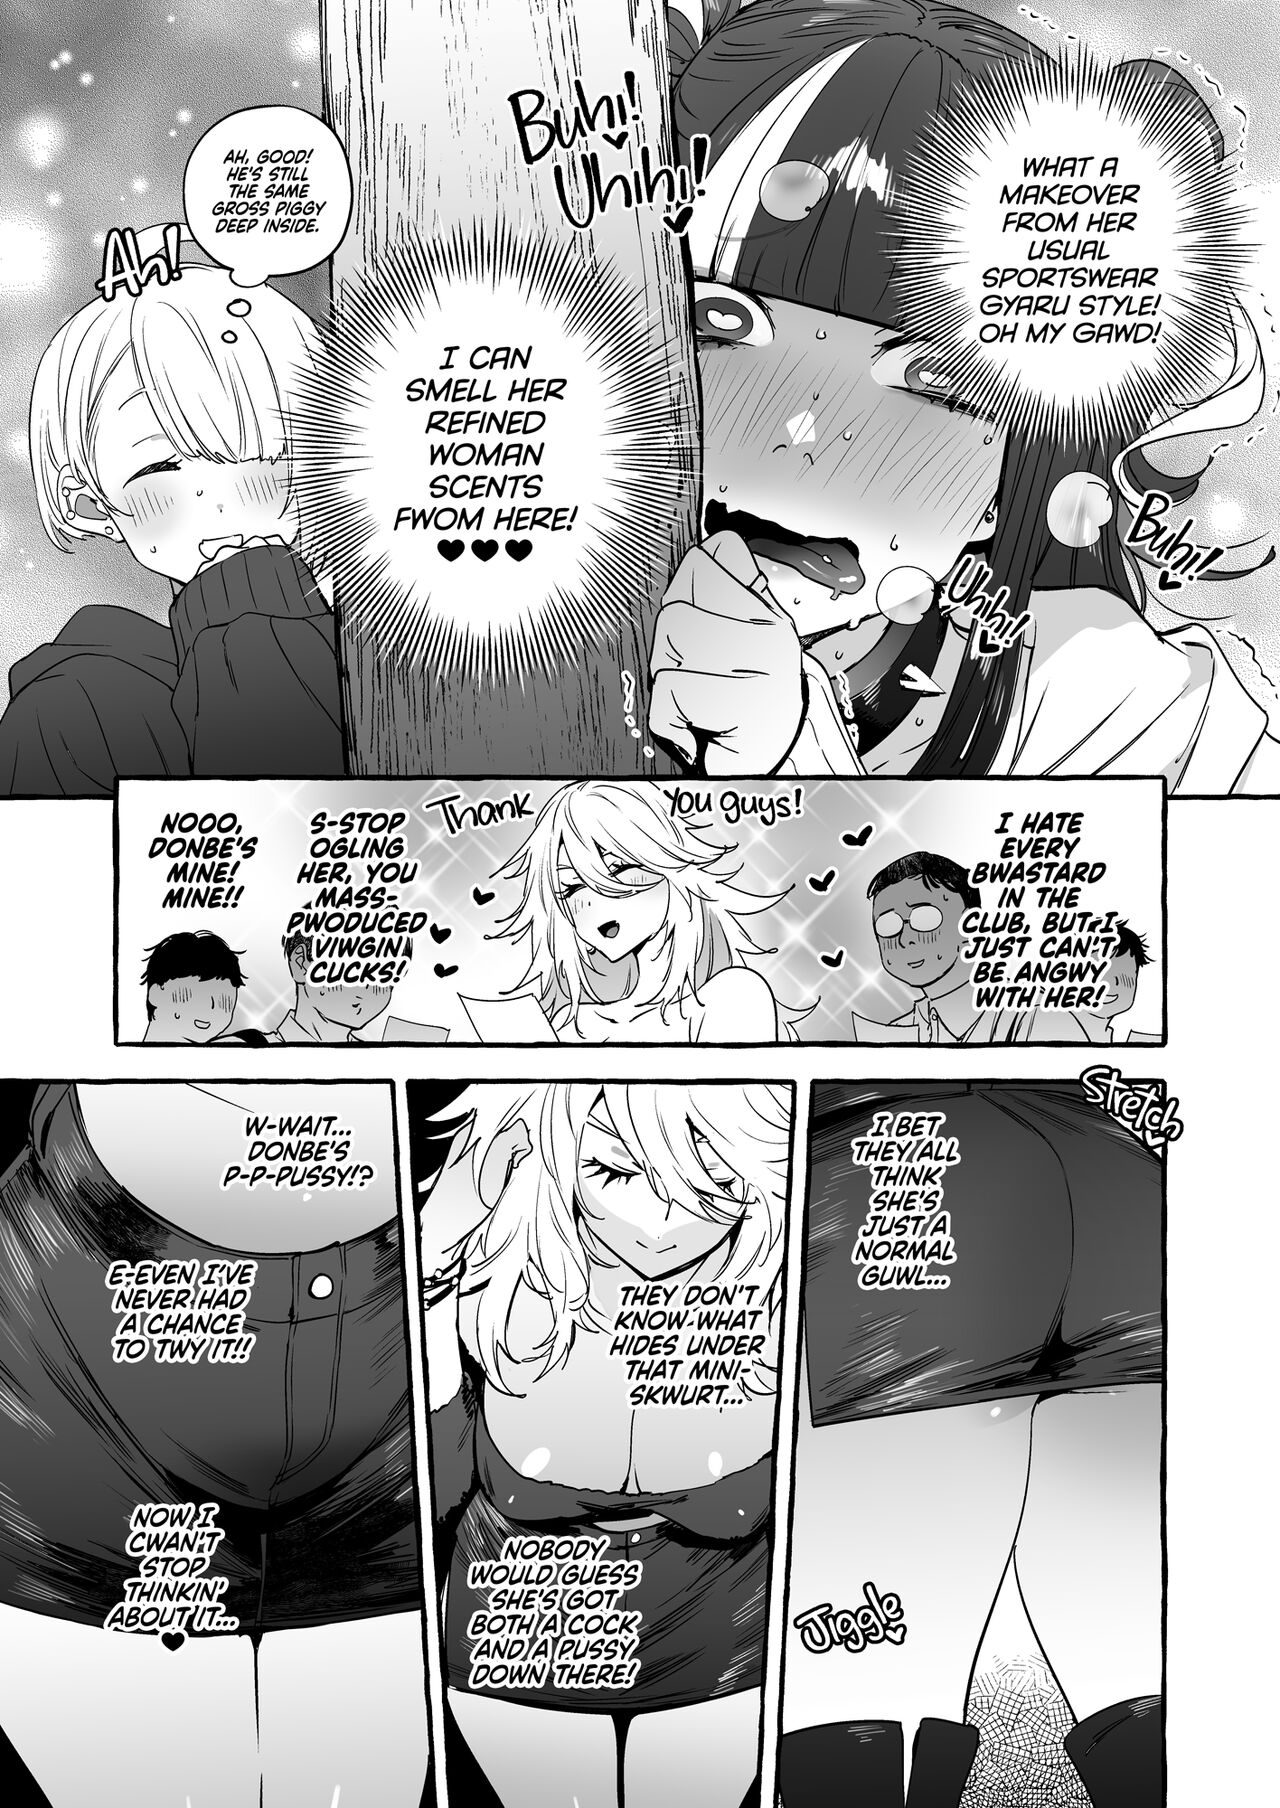 WHAT A
MAKEOVER
FROM HER
USUAL
SPORTSWEAR
GYARU STYLE!
OH MY GAWD!
Buhi!
Uhihi!
AH, GOOD!
HE'S STILL
THE SAME
GROSS PIGGY
DEEP INSIDE.
Ah!
I CAN
SMELL HER
REFINED
WOMAN
SCENTS
FWOM HERE!
Buhi!
Uhihi!
I HATE
EVERY
BWASTARD
IN THE
CLUB, BUT I
JUST CAN'T
BE ANGWY
WITH HER!
Thank you guys!
S-STOP
OGLING
HER, YOU
MASS-
PWODUCED
VIWGIN
CUCKS!
NOOO,
DONBE'S
MINE!
MINE!!
Stretch
I BET
THEY ALL
THINK
SHE'S
JUST A
NORMAL
GUWL...
Jiggle
THEY DON'T
KNOW WHAT
HIDES UNDER
THAT MINI-
SKWURT...
NOBODY
WOULD GUESS
SHE'S GOT
BOTH A COCK
AND A PUSSY
DOWN THERE!
W-WAIT...
DONBE'S
P-P-PUSSY!?
E-EVEN I'VE
NEVER HAD
A CHANCE
TO TWY IT!!
NOW I
CWAN'T
STOP
THINKIN'
ABOUT IT...